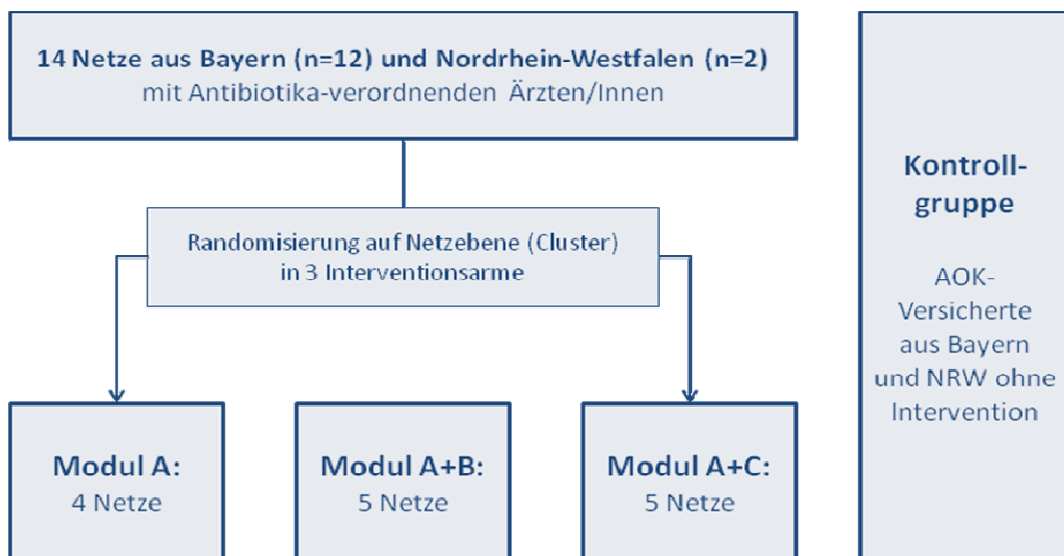 14 Netze aus Bayern (n=12) und Nordrhein-Westfalen (n=2)
mit Antibiotika-verordnenden Ärzten/Innen
Randomisierung auf Netzebene (Cluster)
in 3 Interventionsarme
Modul A:
4 Netze
Modul A+B:
5 Netze
Modul A+C:
5 Netze
Kontroll-
gruppe
AOK-
Versicherte
aus Bayern
und NRW ohne
Intervention